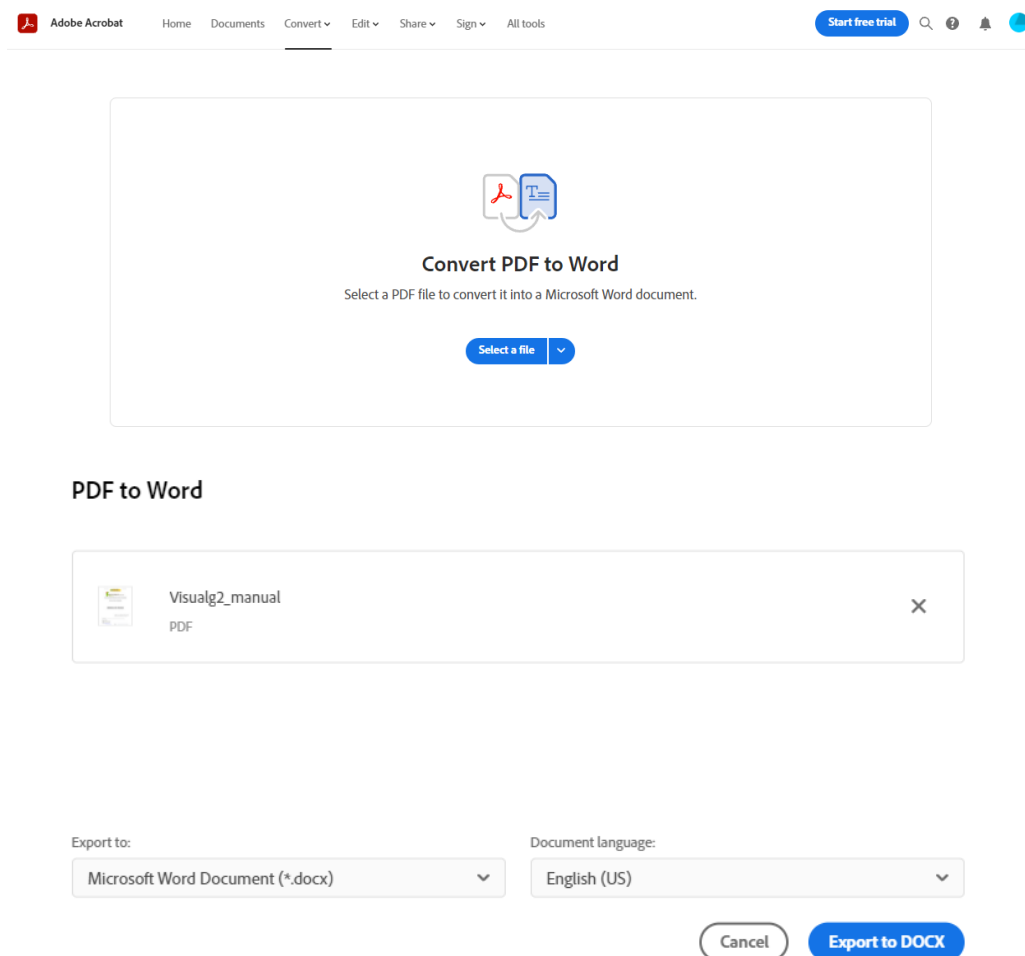 Adobe Acrobat Home Documents Convert Edit Share Sign All tools Start free trial
Convert PDF to Word
Select a PDF file to convert it into a Microsoft Word document.
Select a file
PDF to Word
Visualg2_manual
PDF
Export to: Document language:
Microsoft Word Document (*.docx) English (US)
Cancel Export to DOCX